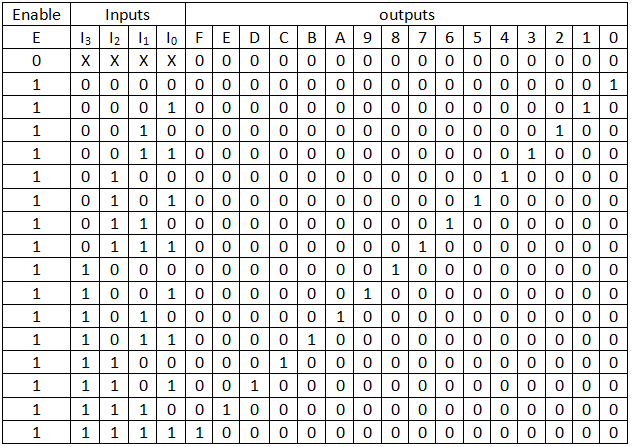 Enable Inputs outputs
E I3 I2 I1 I0 F E D C B A 9 8 7 6 5 4 3 2 1 0
0 X X X X 0 0 0 0 0 0 0 0 0 0 0 0 0 0 0 0
1 0 0 0 0 0 0 0 0 0 0 0 0 0 0 0 0 0 0 0 1
1 0 0 0 1 0 0 0 0 0 0 0 0 0 0 0 0 0 0 1 0
1 0 0 1 0 0 0 0 0 0 0 0 0 0 0 0 0 0 1 0 0
1 0 0 1 1 0 0 0 0 0 0 0 0 0 0 0 0 1 0 0 0
1 0 1 0 0 0 0 0 0 0 0 0 0 0 0 0 1 0 0 0 0
1 0 1 0 1 0 0 0 0 0 0 0 0 0 0 1 0 0 0 0 0
1 0 1 1 0 0 0 0 0 0 0 0 0 0 1 0 0 0 0 0 0
1 0 1 1 1 0 0 0 0 0 0 0 0 1 0 0 0 0 0 0 0
1 1 0 0 0 0 0 0 0 0 0 0 1 0 0 0 0 0 0 0 0
1 1 0 0 1 0 0 0 0 0 0 1 0 0 0 0 0 0 0 0 0
1 1 0 1 0 0 0 0 0 0 1 0 0 0 0 0 0 0 0 0 0
1 1 0 1 1 0 0 0 0 1 0 0 0 0 0 0 0 0 0 0 0
1 1 1 0 0 0 0 0 1 0 0 0 0 0 0 0 0 0 0 0 0
1 1 1 0 1 0 0 1 0 0 0 0 0 0 0 0 0 0 0 0 0
1 1 1 1 0 0 1 0 0 0 0 0 0 0 0 0 0 0 0 0 0
1 1 1 1 1 1 0 0 0 0 0 0 0 0 0 0 0 0 0 0 0